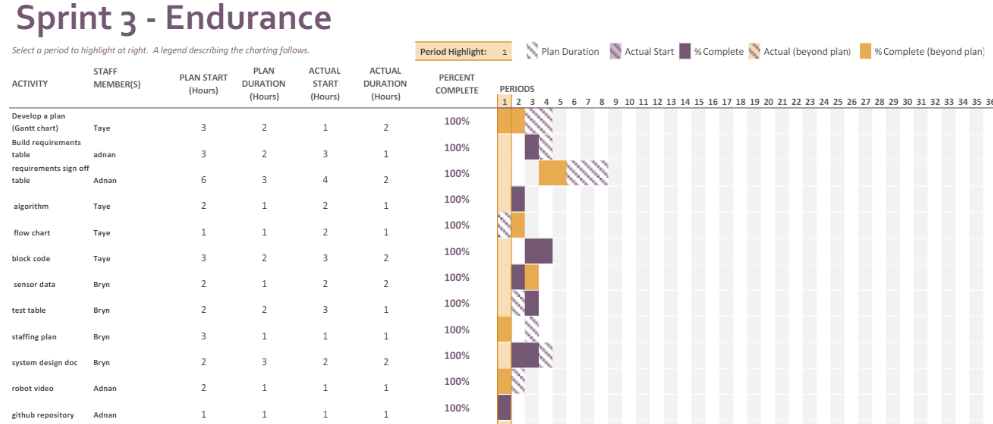 Sprint 3 - Endurance
Select a period to highlight at right. A legend describing the charting follows.
Period Highlight: 1
Plan Duration
Actual Start
% Complete
Actual (beyond plan)
% Complete (beyond plan)
ACTIVITY STAFF MEMBER(S) PLAN START (Hours) PLAN DURATION (Hours) ACTUAL START (Hours) ACTUAL DURATION (Hours) PERCENT COMPLETE PERIODS
1 2 3 4 5 6 7 8 9 10 11 12 13 14 15 16 17 18 19 20 21 22 23 24 25 26 27 28 29 30 31 32 33 34 35
Develop a plan (Gantt chart) Taye 3 2 1 2 100%
Build requirements table adnan 3 2 3 1 100%
requirements sign off table Adnan 6 3 4 2 100%
algorithm Taye 2 1 2 1 100%
flow chart Taye 1 1 2 1 100%
block code Taye 3 2 3 2 100%
sensor data Bryn 2 1 2 2 100%
test table Bryn 2 2 3 1 100%
staffing plan Bryn 3 1 1 1 100%
system design doc Bryn 2 3 2 2 100%
robot video Adnan 2 1 1 1 100%
github repository Adnan 1 1 1 1 100%